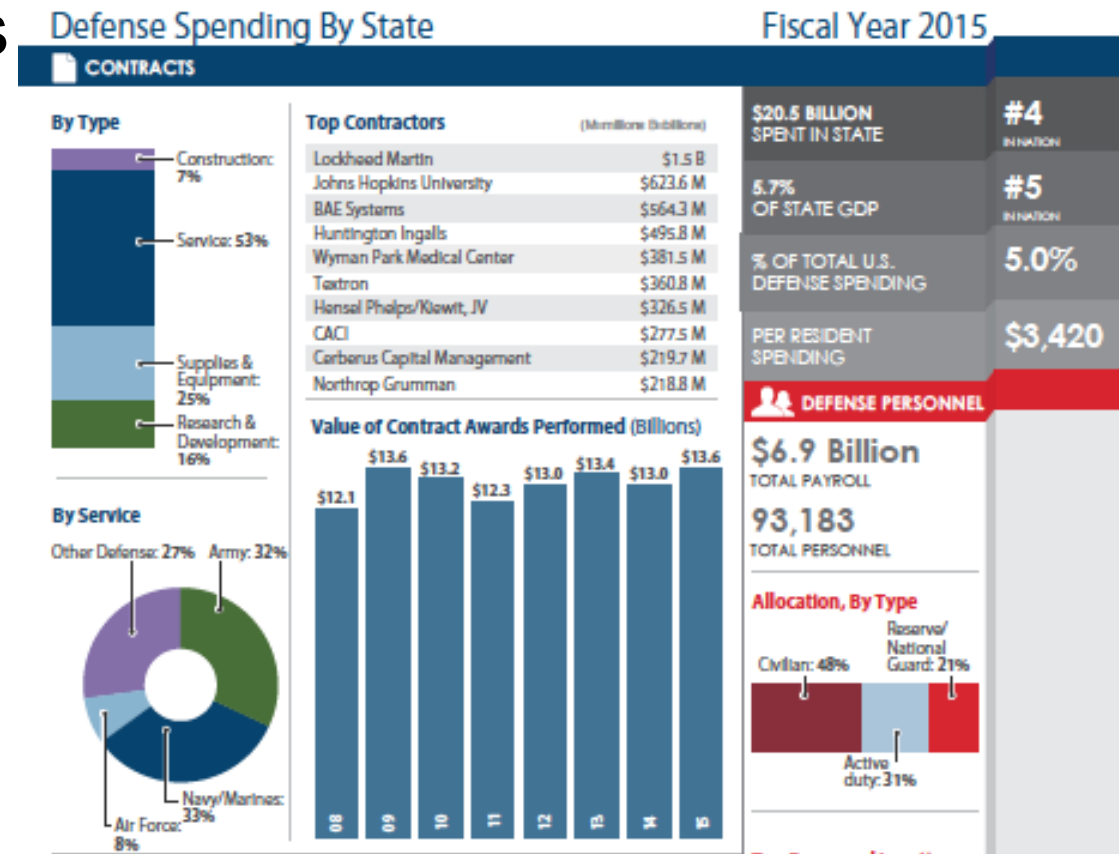 s
Defense Spending By State
Fiscal Year 2015
CONTRACTS
By Type
Construction:
7%
Service: 53%
Supplies &
Equipment:
25%
Research &
Development:
16%
By Service
Other Defense: 27% Army: 32%
Navy/Marines:
33%
Air Force:
8%
Top Contractors (M=millions B=billions)
Lockheed Martin $1.5 B
Johns Hopkins University $623.6 M
BAE Systems $564.3 M
Huntington Ingalls $495.8 M
Wyman Park Medical Center $381.5 M
Textron $360.8 M
Hensel Phelps/Kiewit, JV $326.5 M
CACI $277.5 M
Cerberus Capital Management $219.7 M
Northrop Grumman $218.8 M
Value of Contract Awards Performed (Billions)
$12.1 $13.6 $13.2 $12.3 $13.0 $13.4 $13.0 $13.6
08 09 10 11 12 13 14 15
$20.5 BILLION
SPENT IN STATE
#4
IN NATION
5.7%
OF STATE GDP
#5
IN NATION
% OF TOTAL U.S.
DEFENSE SPENDING
5.0%
PER RESIDENT
SPENDING
$3,420
DEFENSE PERSONNEL
$6.9 Billion
TOTAL PAYROLL
93,183
TOTAL PERSONNEL
Allocation, By Type
Reserve/
National
Guard: 21%
Civilian: 48%
Active
duty: 31%